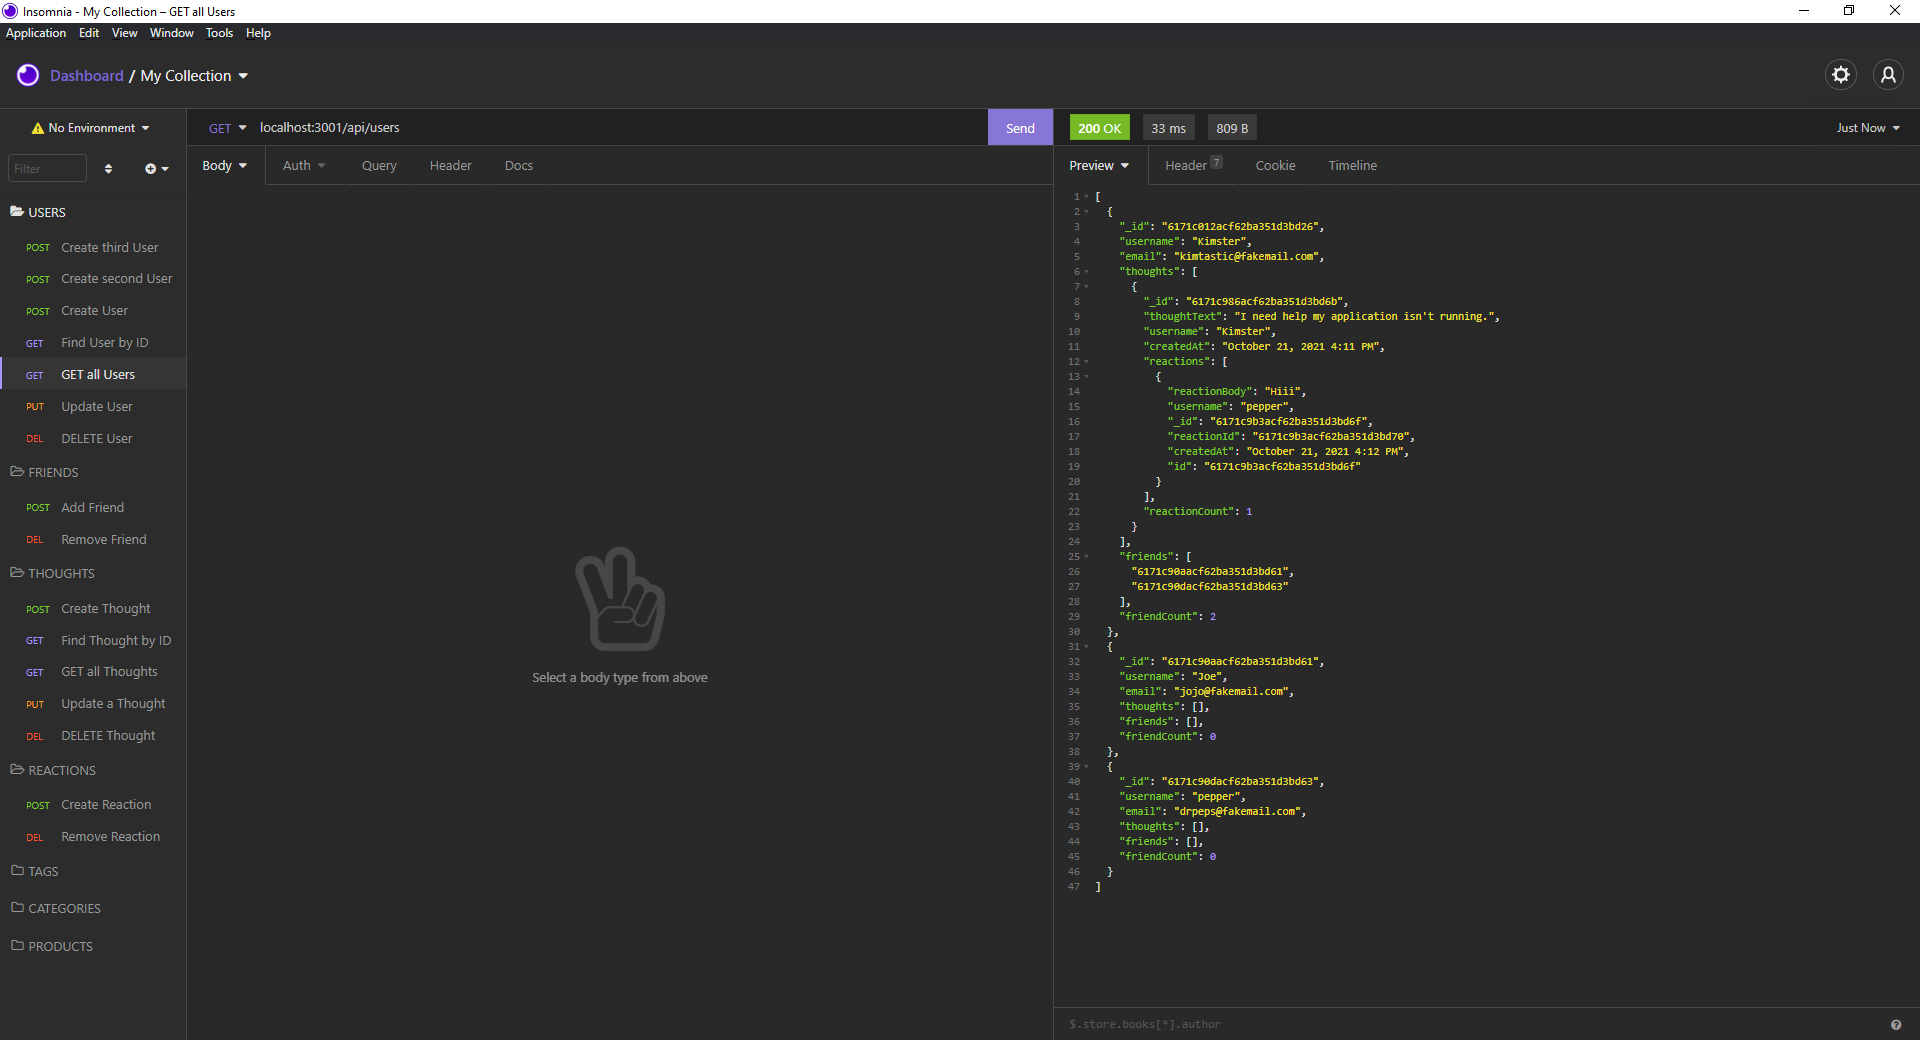 Insomnia - My Collection – GET all Users
Application Edit View Window Tools Help
Dashboard / My Collection
No Environment
Filter
USERS
POST Create third User
POST Create second User
POST Create User
GET Find User by ID
GET GET all Users
PUT Update User
DEL DELETE User
FRIENDS
POST Add Friend
DEL Remove Friend
THOUGHTS
POST Create Thought
GET Find Thought by ID
GET GET all Thoughts
PUT Update a Thought
DEL DELETE Thought
REACTIONS
POST Create Reaction
DEL Remove Reaction
TAGS
CATEGORIES
PRODUCTS
GET localhost:3001/api/users Send
Body Auth Query Header Docs
Select a body type from above
200 OK 33 ms 809 B Just Now
Preview Header 7 Cookie Timeline
1 [
2 {
3 "_id": "6171c012acf62ba351d3bd26",
4 "username": "Kimster",
5 "email": "kimtastic@fakemail.com",
6 "thoughts": [
7 {
8 "_id": "6171c986acf62ba351d3bd6b",
9 "thoughtText": "I need help my application isn't running.",
10 "username": "Kimster",
11 "createdAt": "October 21, 2021 4:11 PM",
12 "reactions": [
13 {
14 "reactionBody": "Hiii",
15 "username": "pepper",
16 "_id": "6171c9b3acf62ba351d3bd6f",
17 "reactionId": "6171c9b3acf62ba351d3bd70",
18 "createdAt": "October 21, 2021 4:12 PM",
19 "id": "6171c9b3acf62ba351d3bd6f"
20 }
21 ],
22 "reactionCount": 1
23 }
24 ],
25 "friends": [
26 "6171c90aacf62ba351d3bd61",
27 "6171c90dacf62ba351d3bd63"
28 ],
29 "friendCount": 2
30 },
31 {
32 "_id": "6171c90aacf62ba351d3bd61",
33 "username": "Joe",
34 "email": "jojo@fakemail.com",
35 "thoughts": [],
36 "friends": [],
37 "friendCount": 0
38 },
39 {
40 "_id": "6171c90dacf62ba351d3bd63",
41 "username": "pepper",
42 "email": "drpeps@fakemail.com",
43 "thoughts": [],
44 "friends": [],
45 "friendCount": 0
46 }
47 ]
$.store.books[*].author